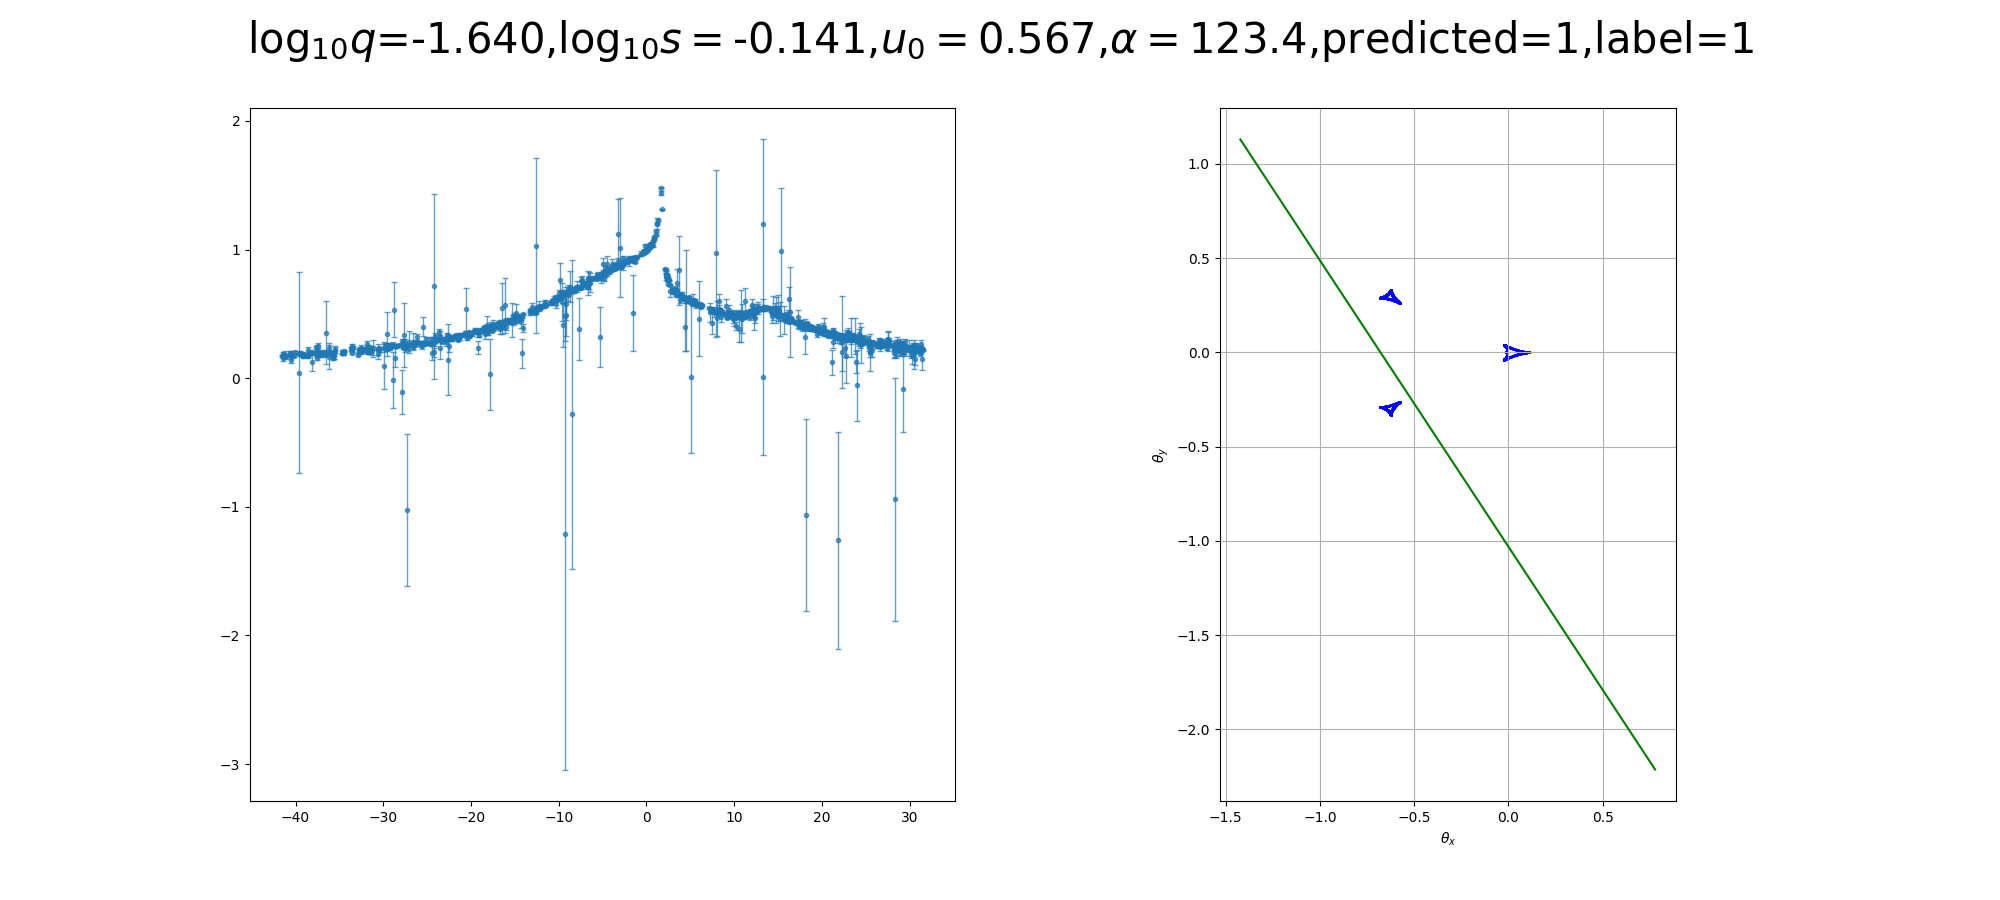 log₁₀q=-1.640,log₁₀s = -0.141,u₀ = 0.567,α = 123.4,predicted=1,label=1
2
1
0
−1
−2
−3
−40 −30 −20 −10 0 10 20 30
1.0
0.5
0.0
−0.5
−1.0
−1.5
−2.0
θy
−1.5 −1.0 −0.5 0.0 0.5
θx